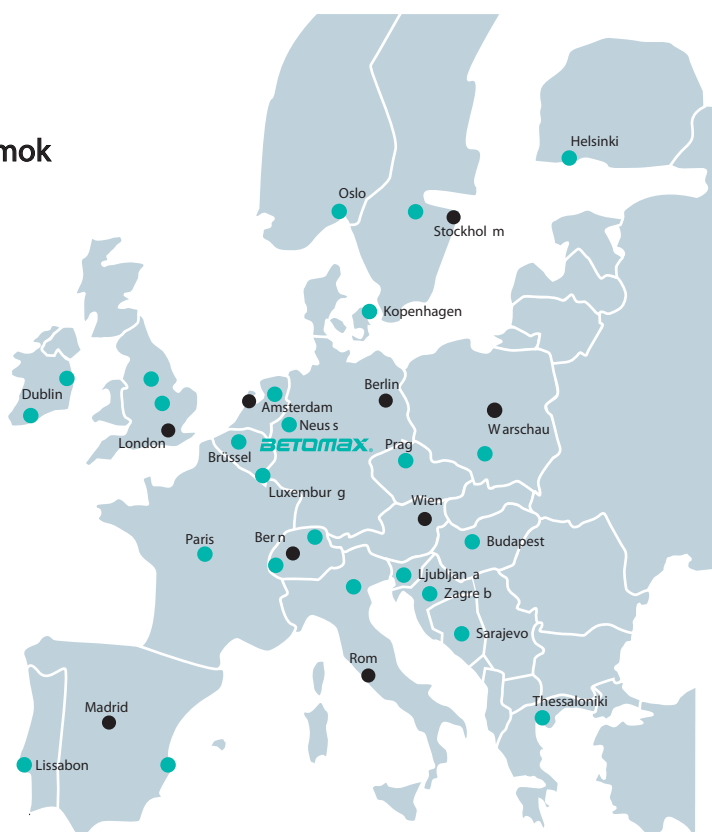 mok
Helsinki
Oslo
Stockhol m
Kopenhagen
Dublin
Berlin
Amsterdam
Neus s
Warschau
London
Brüssel
BETOMAX®
Prag
Luxembur g
Wien
Paris
Ber n
Budapest
Ljubljan a
Zagre b
Sarajevo
Rom
Thessaloniki
Madrid
Lissabon